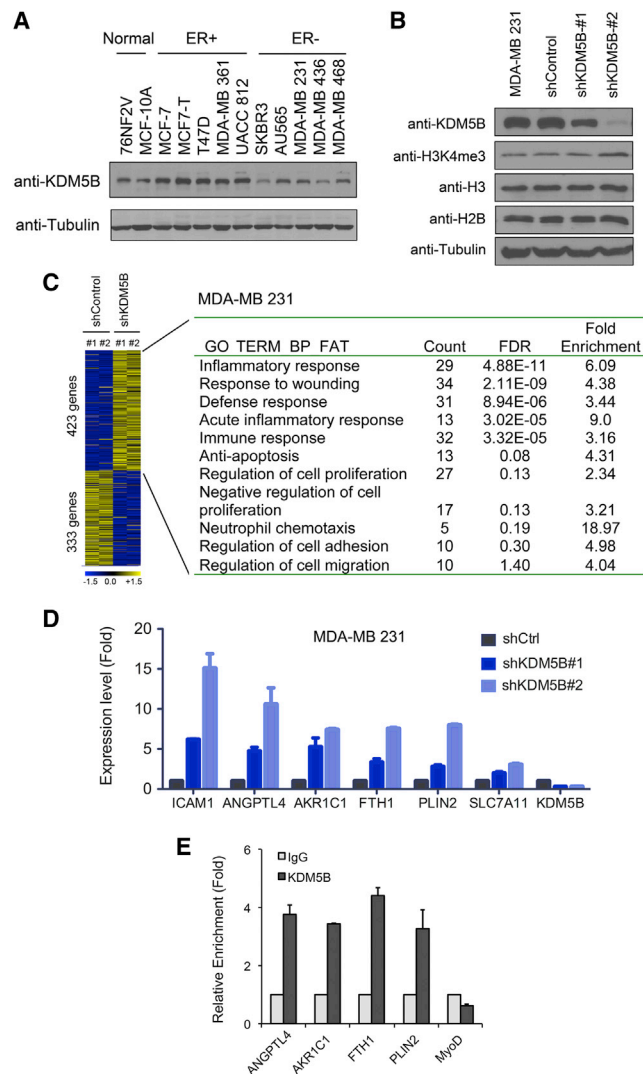 A
Normal ER+ ER-
76NF2V
MCF-10A
MCF-7
MCF7-T
T47D
MDA-MB 361
UACC 812
SKBR3
AU565
MDA-MB 231
MDA-MB 436
MDA-MB 468
anti-KDM5B
anti-Tubulin
B
MDA-MB 231
shControl
shKDM5B-#1
shKDM5B-#2
anti-KDM5B
anti-H3K4me3
anti-H3
anti-H2B
anti-Tubulin
C
shControl
shKDM5B
#1 #2 #1 #2
423 genes
333 genes
-1.5 0.0 +1.5
MDA-MB 231
GO TERM BP FAT Count FDR Fold Enrichment
Inflammatory response 29 4.88E-11 6.09
Response to wounding 34 2.11E-09 4.38
Defense response 31 8.94E-06 3.44
Acute inflammatory response 13 3.02E-05 9.0
Immune response 32 3.32E-05 3.16
Anti-apoptosis 13 0.08 4.31
Regulation of cell proliferation 27 0.13 2.34
Negative regulation of cell
proliferation 17 0.13 3.21
Neutrophil chemotaxis 5 0.19 18.97
Regulation of cell adhesion 10 0.30 4.98
Regulation of cell migration 10 1.40 4.04
D
MDA-MB 231
shCtrl
shKDM5B#1
shKDM5B#2
Expression level (Fold)
20
15
10
5
0
ICAM1 ANGPTL4 AKR1C1 FTH1 PLIN2 SLC7A11 KDM5B
E
IgG
KDM5B
Relative Enrichment (Fold)
6
4
2
0
ANGPTL4 AKR1C1 FTH1 PLIN2 MyoD